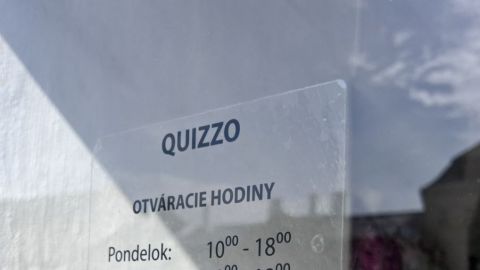 QUIZZO
OTVÁRACIE HODINY
Pondelok: 10⁰⁰ - 18⁰⁰